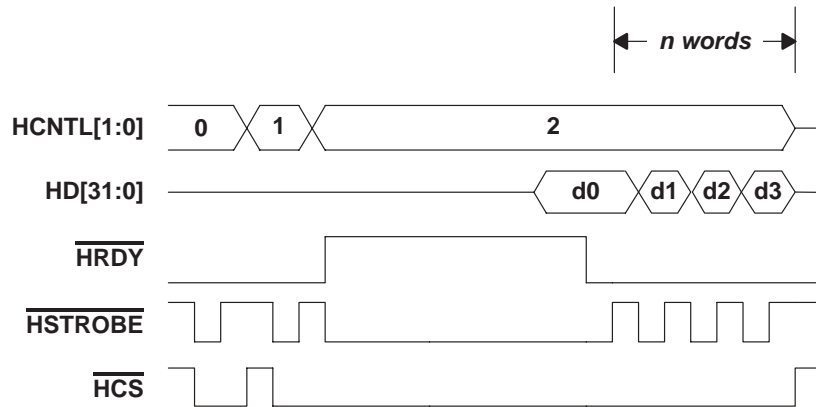 n words
HCNTL[1:0] 0 1 2
HD[31:0] d0 d1 d2 d3
HRDY
HSTROBE
HCS